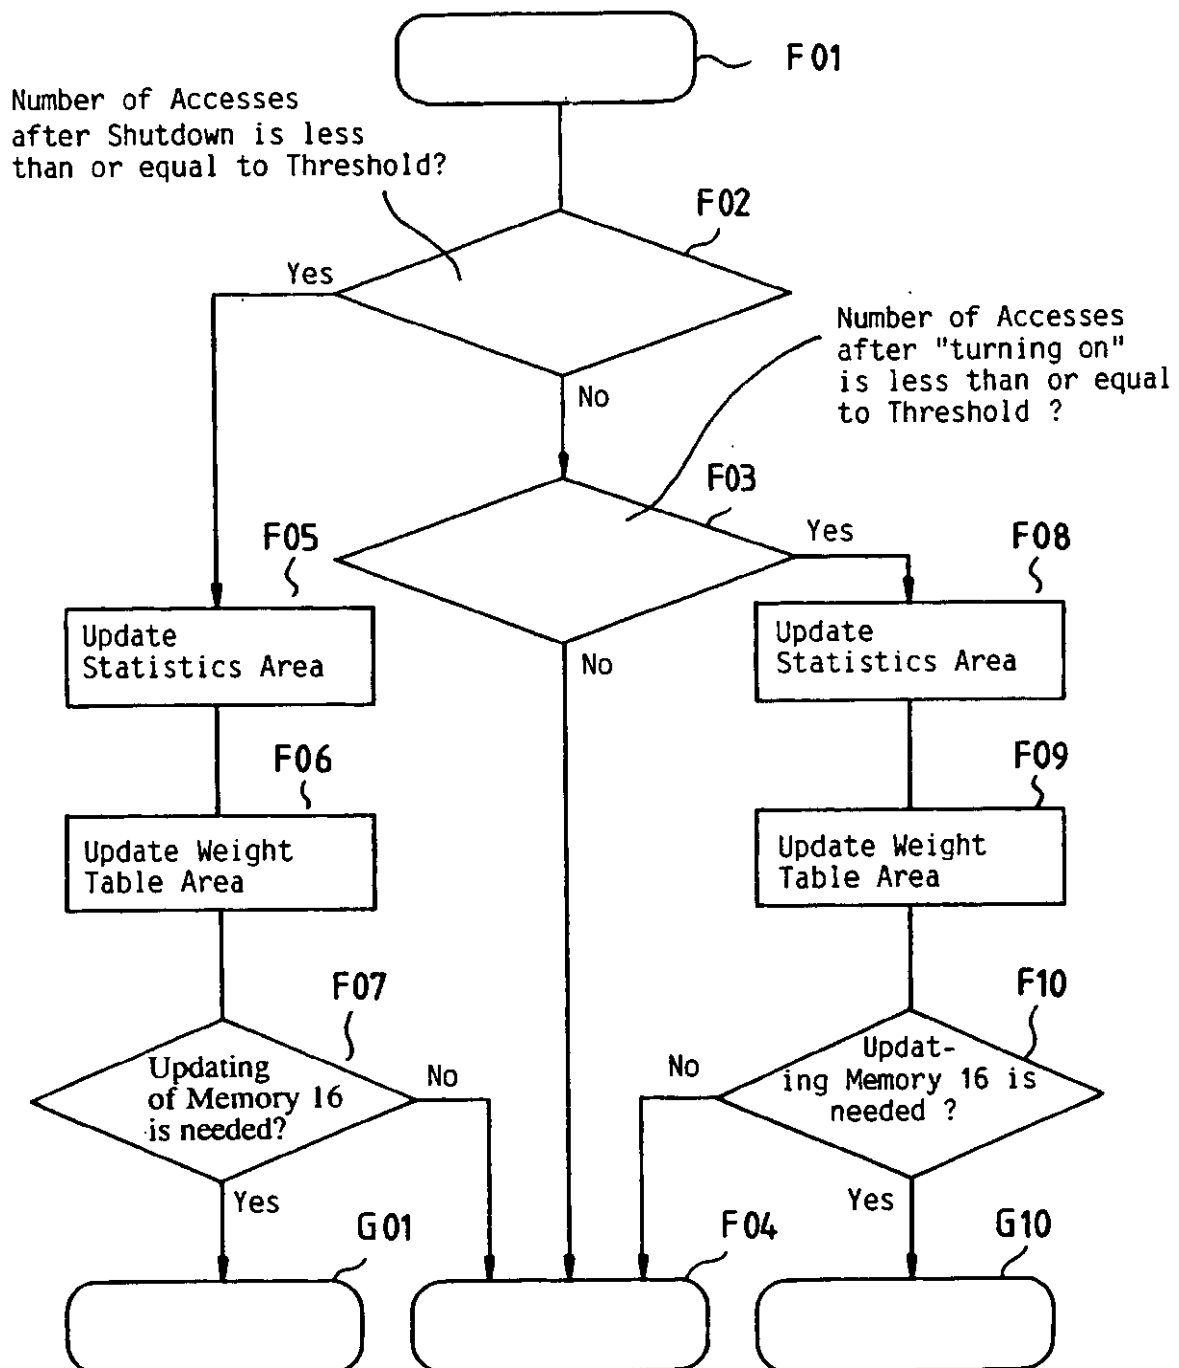 F01
Number of Accesses
after Shutdown is less
than or equal to Threshold?
F02
Yes
No
Number of Accesses
after "turning on"
is less than or equal
to Threshold ?
F03
Yes
No
F05
Update
Statistics Area
F08
Update
Statistics Area
F06
Update Weight
Table Area
F09
Update Weight
Table Area
F07
Updating
of Memory 16
is needed?
No
Yes
F10
Updat-
ing Memory 16 is
needed ?
No
Yes
G01
F04
G10